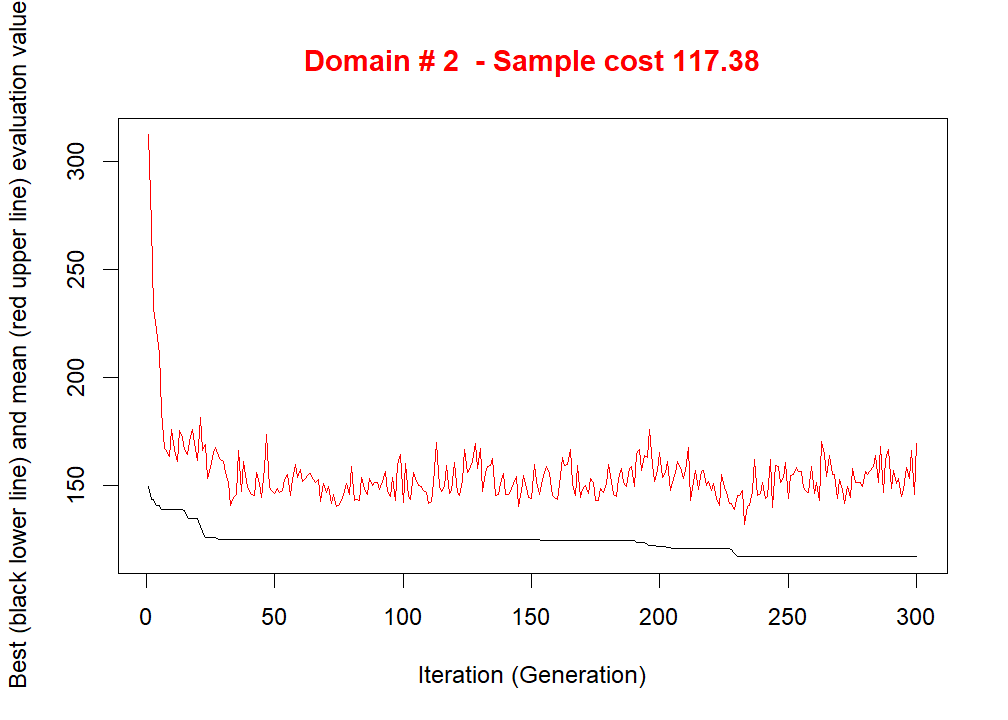 Domain # 2  - Sample cost 117.38
Best (black lower line) and mean (red upper line) evaluation value
300
250
200
150
0 50 100 150 200 250 300
Iteration (Generation)